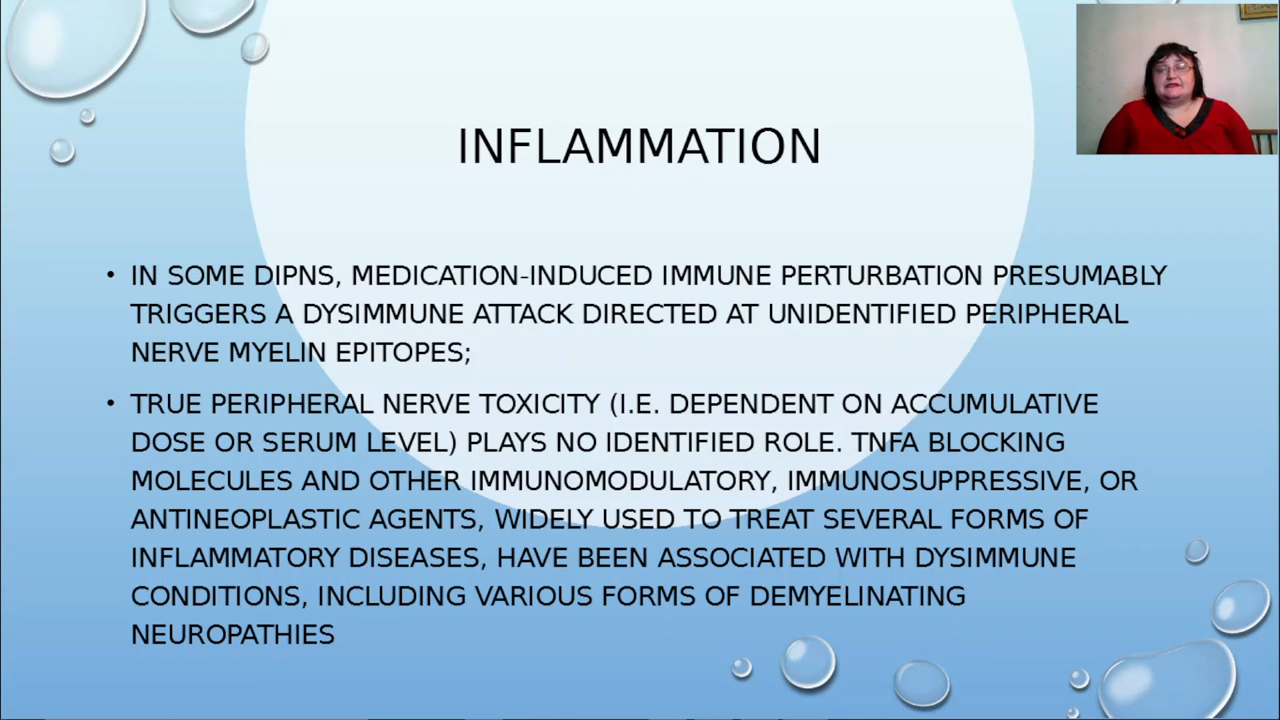 INFLAMMATION
• IN SOME DIPNS, MEDICATION-INDUCED IMMUNE PERTURBATION PRESUMABLY
TRIGGERS A DYSIMMUNE ATTACK DIRECTED AT UNIDENTIFIED PERIPHERAL
NERVE MYELIN EPITOPES;
• TRUE PERIPHERAL NERVE TOXICITY (I.E. DEPENDENT ON ACCUMULATIVE
DOSE OR SERUM LEVEL) PLAYS NO IDENTIFIED ROLE. TNFA BLOCKING
MOLECULES AND OTHER IMMUNOMODULATORY, IMMUNOSUPPRESSIVE, OR
ANTINEOPLASTIC AGENTS, WIDELY USED TO TREAT SEVERAL FORMS OF
INFLAMMATORY DISEASES, HAVE BEEN ASSOCIATED WITH DYSIMMUNE
CONDITIONS, INCLUDING VARIOUS FORMS OF DEMYELINATING
NEUROPATHIES